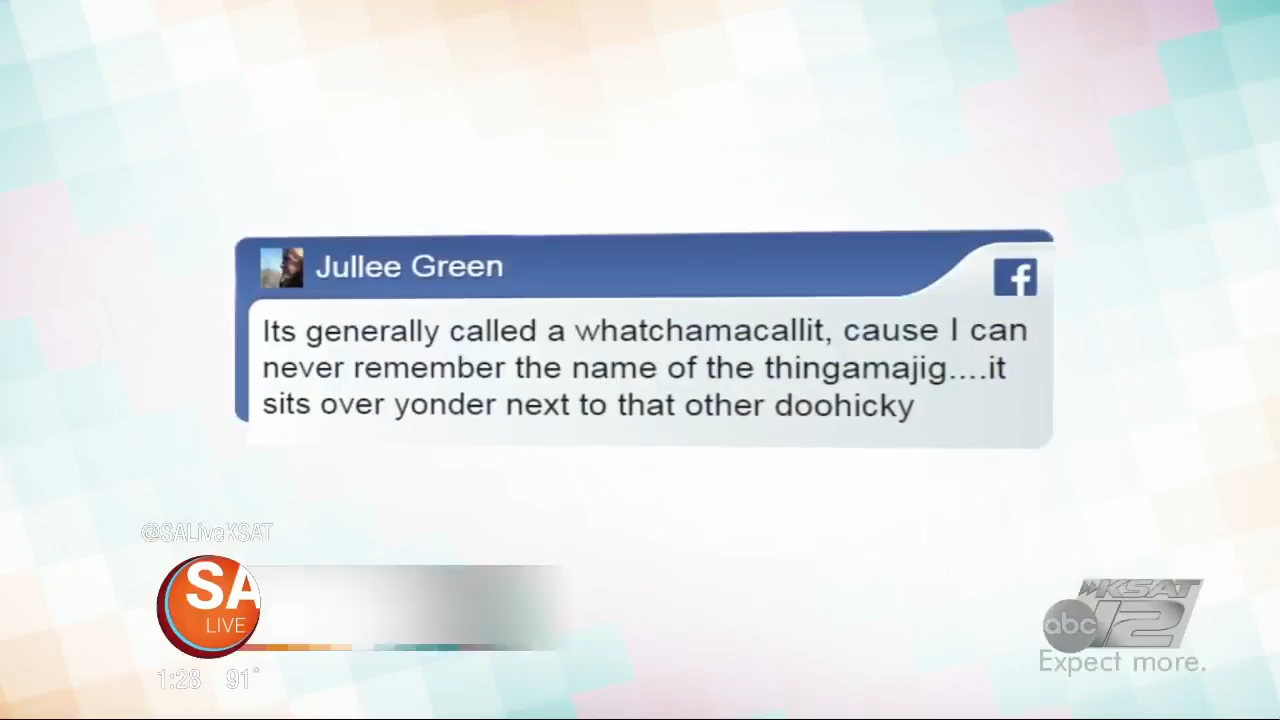 Jullee Green
f
Its generally called a whatchamacallit, cause I can
never remember the name of the thingamajig....it
sits over yonder next to that other doohicky
@SALiveKSAT
SA
LIVE
1:28 91°
KSAT
abc 12
Expect more.